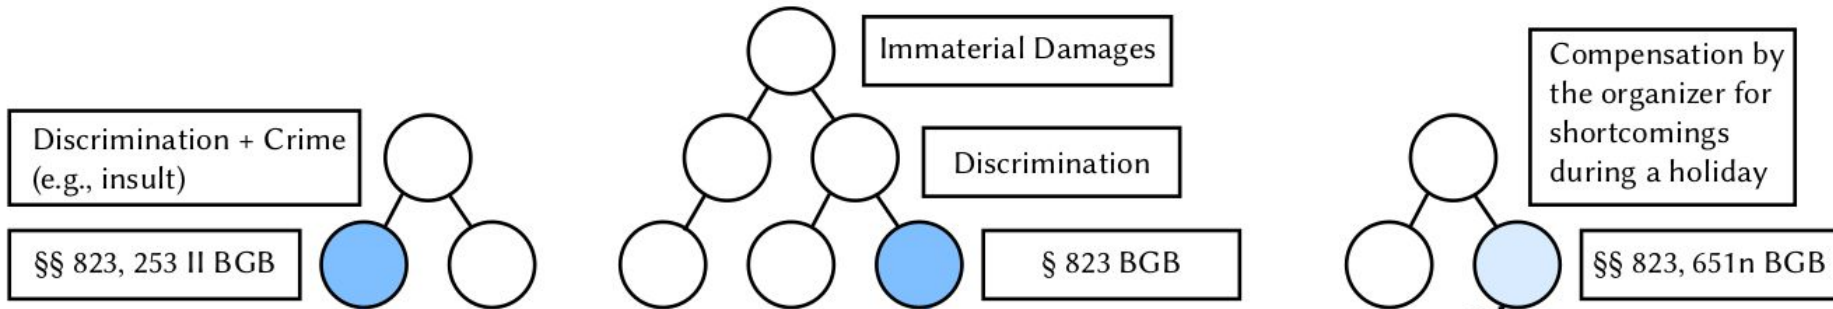 Immaterial Damages
Compensation by
the organizer for
shortcomings
during a holiday
Discrimination + Crime
(e.g., insult)
Discrimination
§§ 823, 253 II BGB
§ 823 BGB
§§ 823, 651n BGB